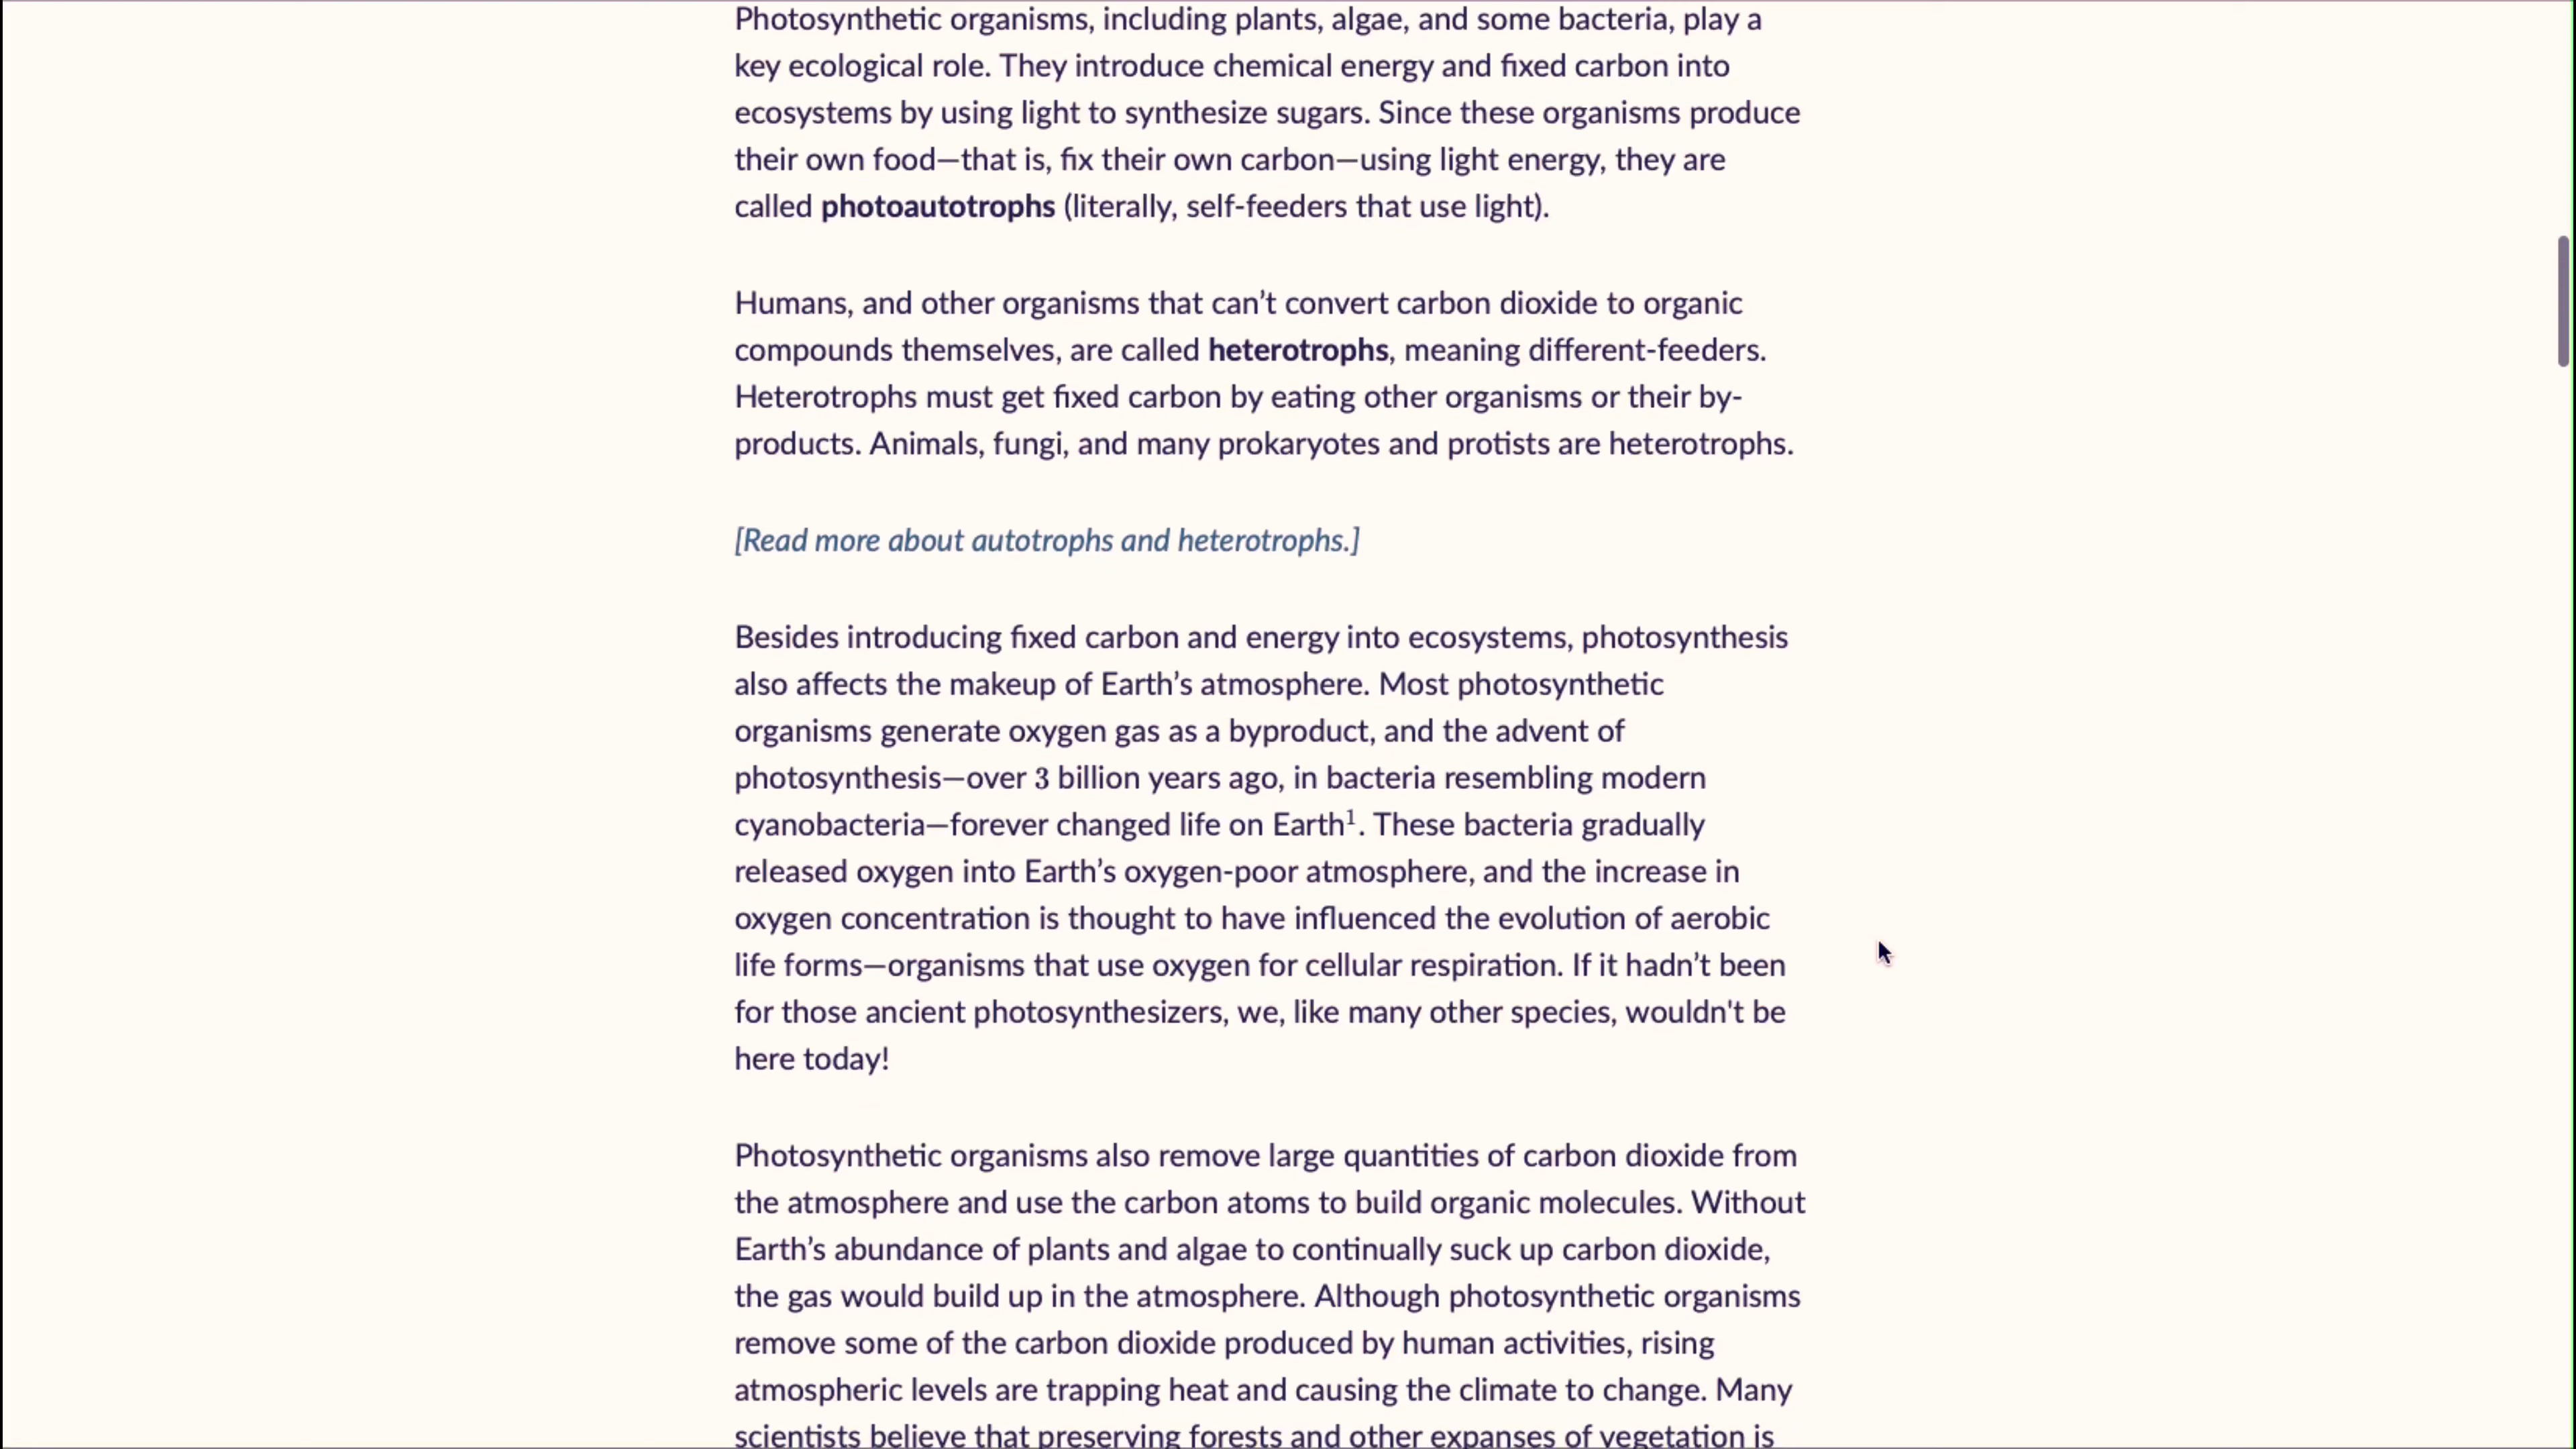 Photosynthetic organisms, including plants, algae, and some bacteria, play a
key ecological role. They introduce chemical energy and fixed carbon into
ecosystems by using light to synthesize sugars. Since these organisms produce
their own food—that is, fix their own carbon—using light energy, they are
called photoautotrophs (literally, self-feeders that use light).
Humans, and other organisms that can’t convert carbon dioxide to organic
compounds themselves, are called heterotrophs, meaning different-feeders.
Heterotrophs must get fixed carbon by eating other organisms or their by-
products. Animals, fungi, and many prokaryotes and protists are heterotrophs.
[Read more about autotrophs and heterotrophs.]
Besides introducing fixed carbon and energy into ecosystems, photosynthesis
also affects the makeup of Earth’s atmosphere. Most photosynthetic
organisms generate oxygen gas as a byproduct, and the advent of
photosynthesis—over 3 billion years ago, in bacteria resembling modern
cyanobacteria—forever changed life on Earth¹. These bacteria gradually
released oxygen into Earth’s oxygen-poor atmosphere, and the increase in
oxygen concentration is thought to have influenced the evolution of aerobic
life forms—organisms that use oxygen for cellular respiration. If it hadn’t been
for those ancient photosynthesizers, we, like many other species, wouldn't be
here today!
Photosynthetic organisms also remove large quantities of carbon dioxide from
the atmosphere and use the carbon atoms to build organic molecules. Without
Earth’s abundance of plants and algae to continually suck up carbon dioxide,
the gas would build up in the atmosphere. Although photosynthetic organisms
remove some of the carbon dioxide produced by human activities, rising
atmospheric levels are trapping heat and causing the climate to change. Many
scientists believe that preserving forests and other expanses of vegetation is